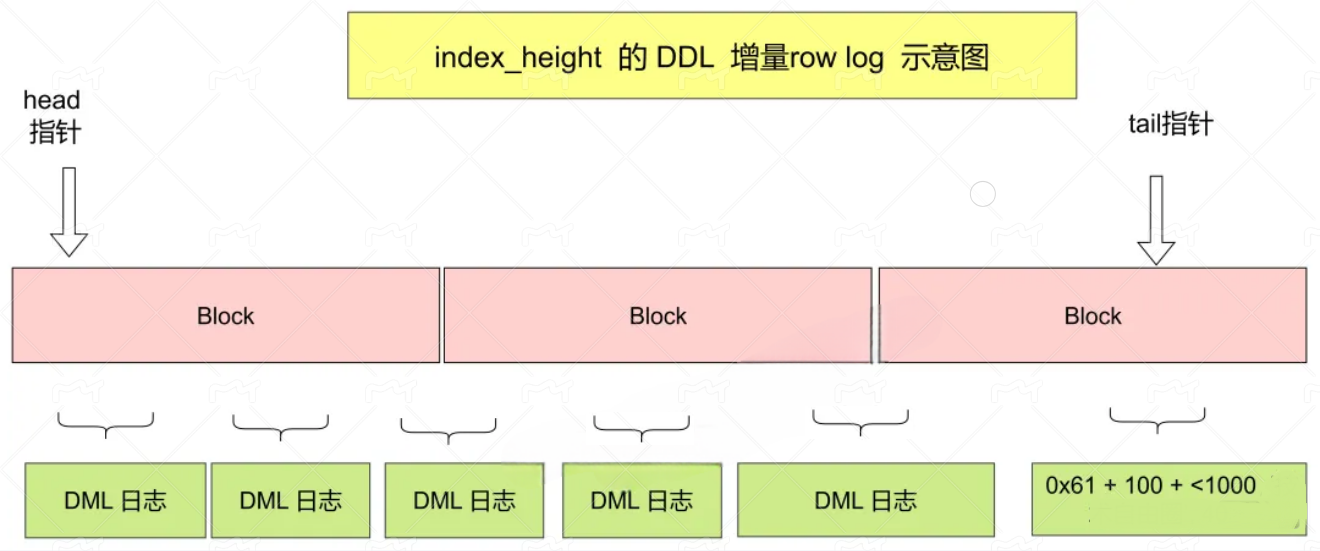 index_height 的 DDL 增量row log 示意图
head
指针
tail指针
Block
Block
Block
DML 日志
DML 日志
DML 日志
DML 日志
DML 日志
0x61 + 100 + <1000